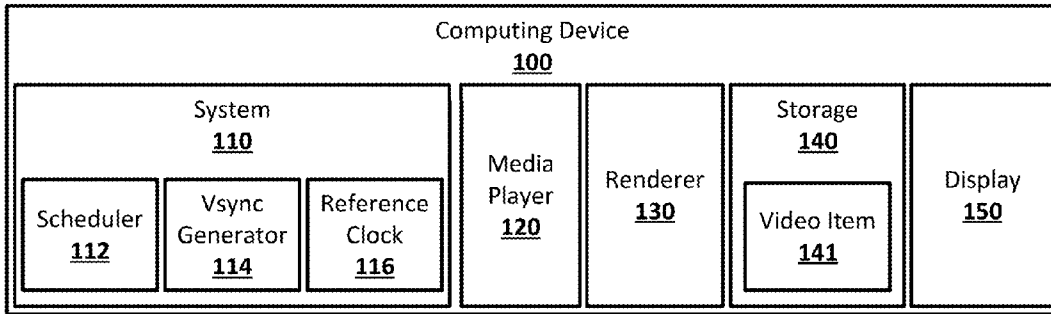 Computing Device
100
System
110
Scheduler
112
Vsync
Generator
114
Reference
Clock
116
Media
Player
120
Renderer
130
Storage
140
Video Item
141
Display
150